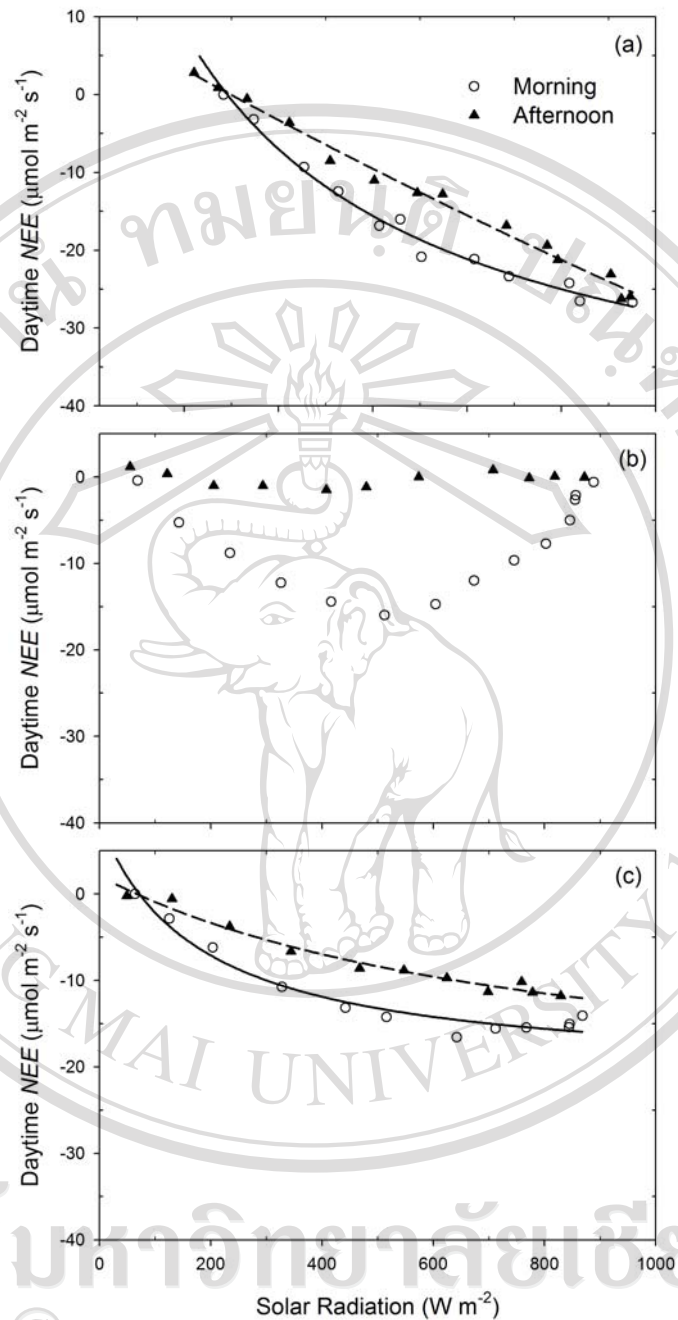 (a)
○ Morning
▲ Afternoon
Daytime NEE (μmol m⁻² s⁻¹)
10
0
-10
-20
-30
-40
(b)
Daytime NEE (μmol m⁻² s⁻¹)
0
-10
-20
-30
-40
(c)
Daytime NEE (μmol m⁻² s⁻¹)
0
-10
-20
-30
-40
0 200 400 600 800 1000
Solar Radiation (W m⁻²)
MAI UNIVERSITY